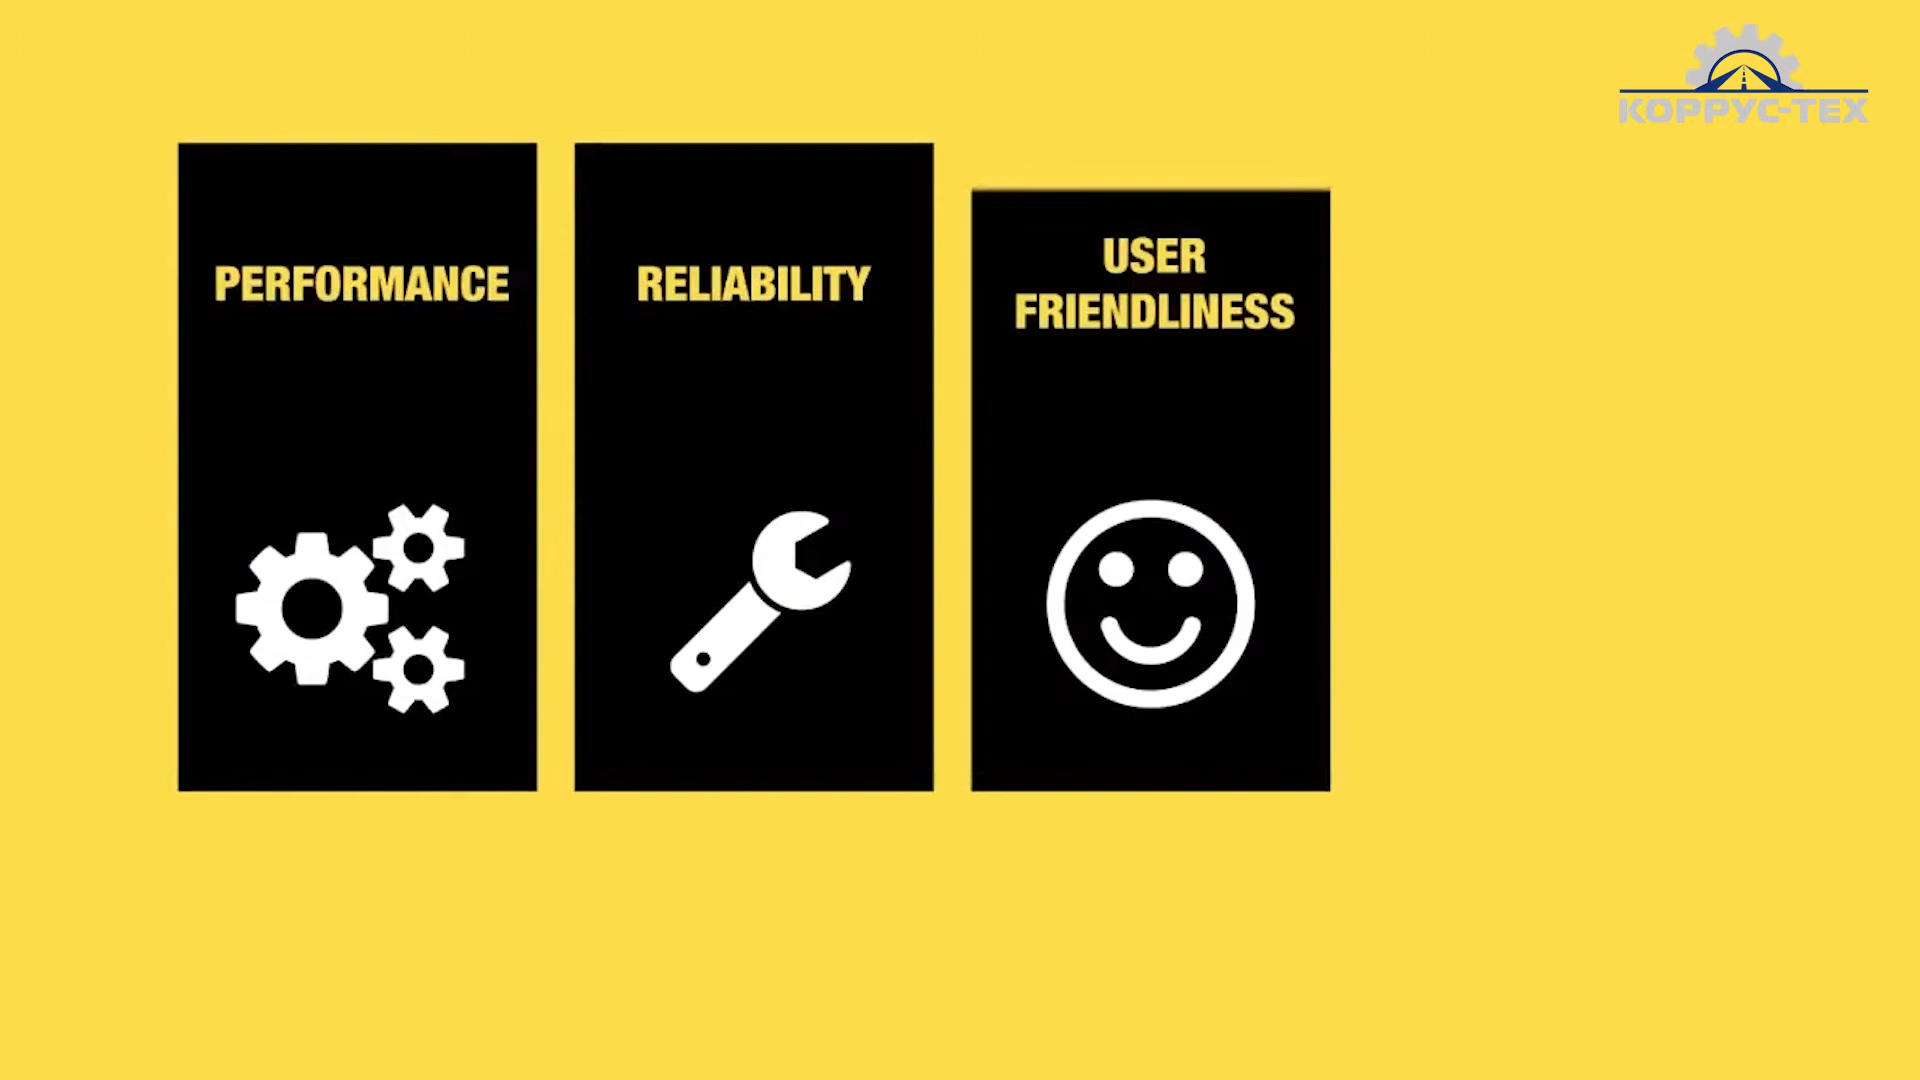 КОРРУС-ТЕХ
PERFORMANCE
RELIABILITY
USER
FRIENDLINESS